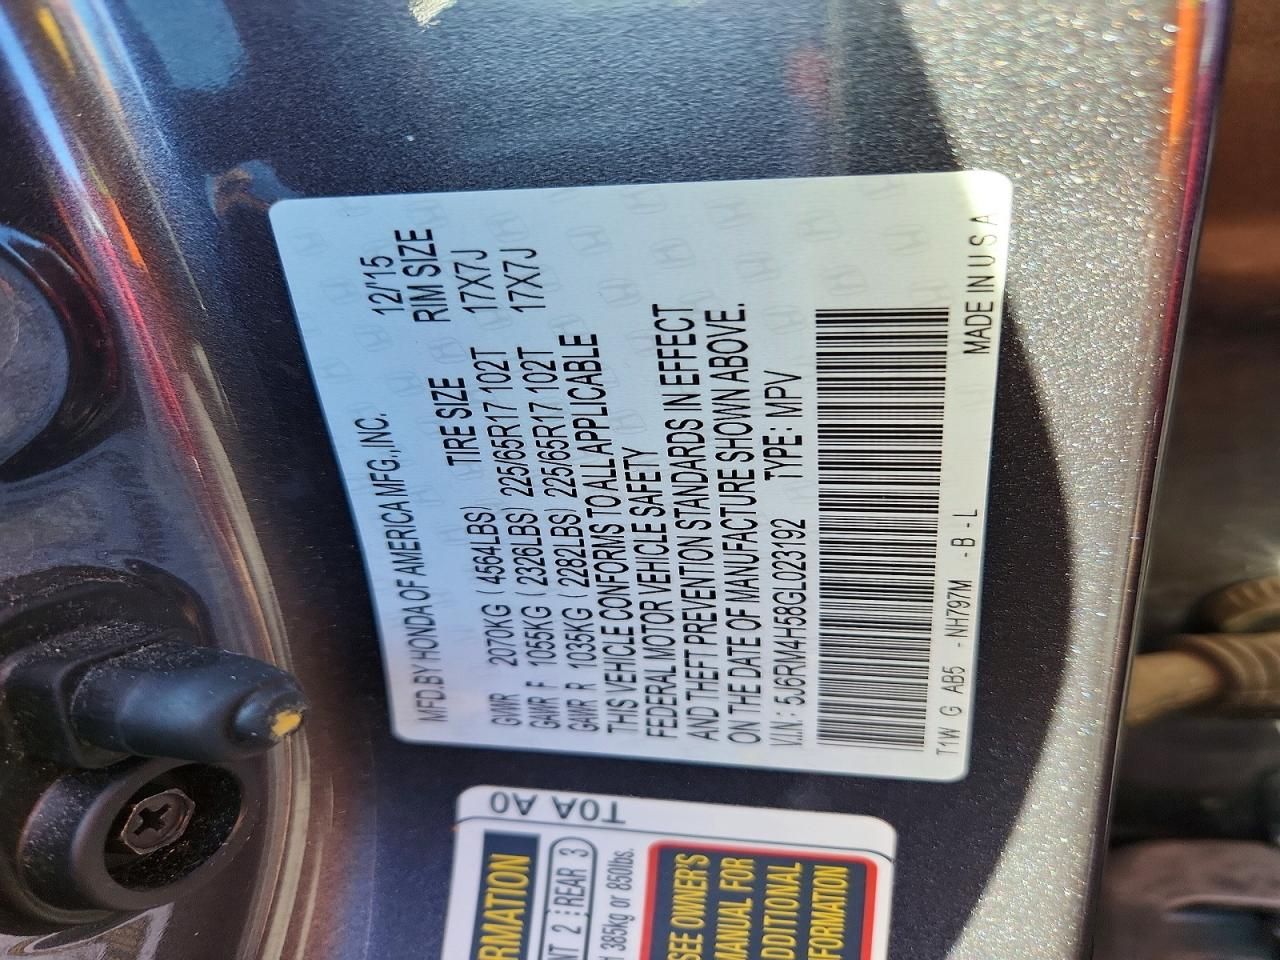 MFD.BY HONDA OF AMERICA MFG.,INC. 12/'15
TIRE SIZE RIM SIZE
GVWR 2070KG ( 4564LBS)
GAWR F 1055KG ( 2326LBS) 225/65R17 102T 17X7J
GAWR R 1035KG ( 2282LBS) 225/65R17 102T 17X7J
THIS VEHICLE CONFORMS TO ALL APPLICABLE
FEDERAL MOTOR VEHICLE SAFETY
AND THEFT PREVENTION STANDARDS IN EFFECT
ON THE DATE OF MANUFACTURE SHOWN ABOVE.
V.I.N.: 5J6RM4H58GL023192 TYPE: MPV
T1W G AB5 -NH797M -B-L
MADE IN U S A
T0A A0
RMATION
NT 2 REAR 3
385kg or 850lbs.
SEE OWNER'S
MANUAL FOR
DDITIONAL
FORMATION